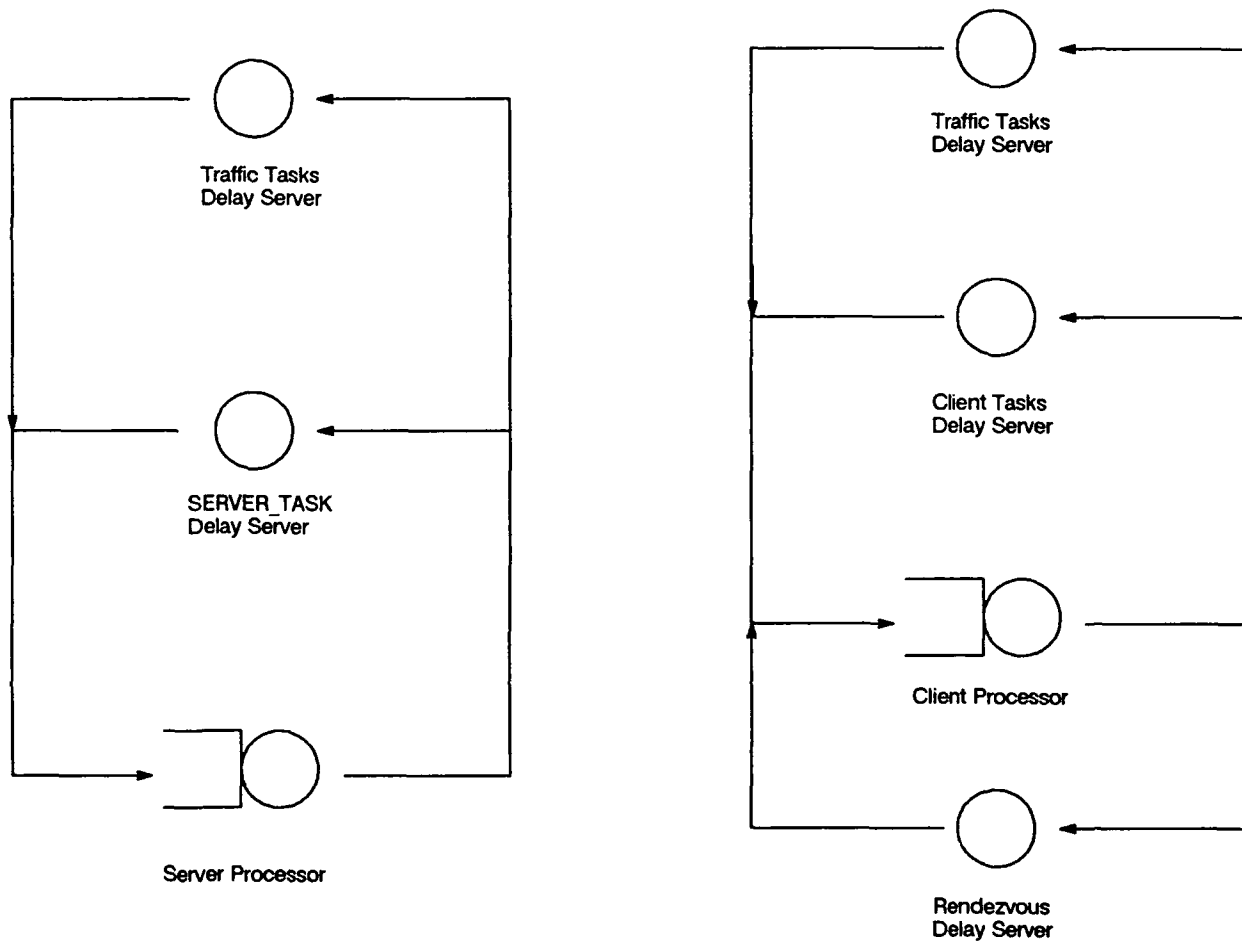 Traffic Tasks
Delay Server
SERVER_TASK
Delay Server
Server Processor
Traffic Tasks
Delay Server
Client Tasks
Delay Server
Client Processor
Rendezvous
Delay Server